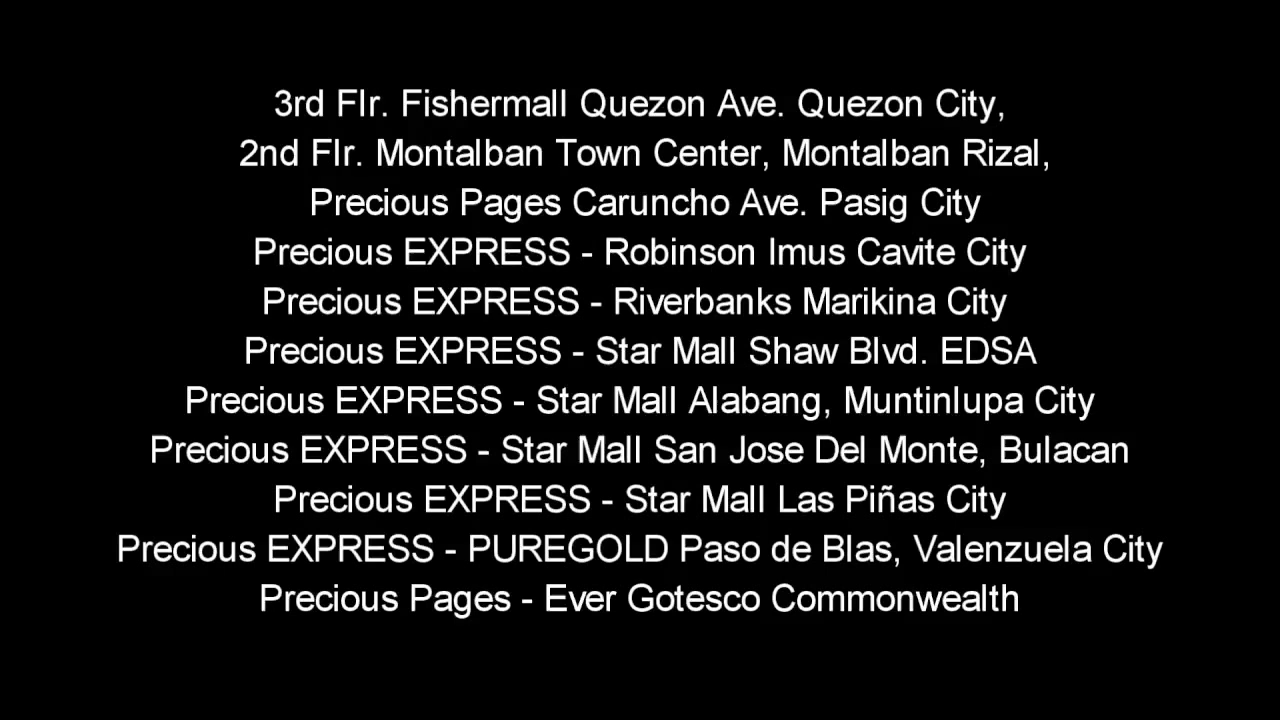 3rd Flr. Fishermall Quezon Ave. Quezon City,
2nd Flr. Montalban Town Center, Montalban Rizal,
Precious Pages Caruncho Ave. Pasig City
Precious EXPRESS - Robinson Imus Cavite City
Precious EXPRESS - Riverbanks Marikina City
Precious EXPRESS - Star Mall Shaw Blvd. EDSA
Precious EXPRESS - Star Mall Alabang, Muntinlupa City
Precious EXPRESS - Star Mall San Jose Del Monte, Bulacan
Precious EXPRESS - Star Mall Las Piñas City
Precious EXPRESS - PUREGOLD Paso de Blas, Valenzuela City
Precious Pages - Ever Gotesco Commonwealth